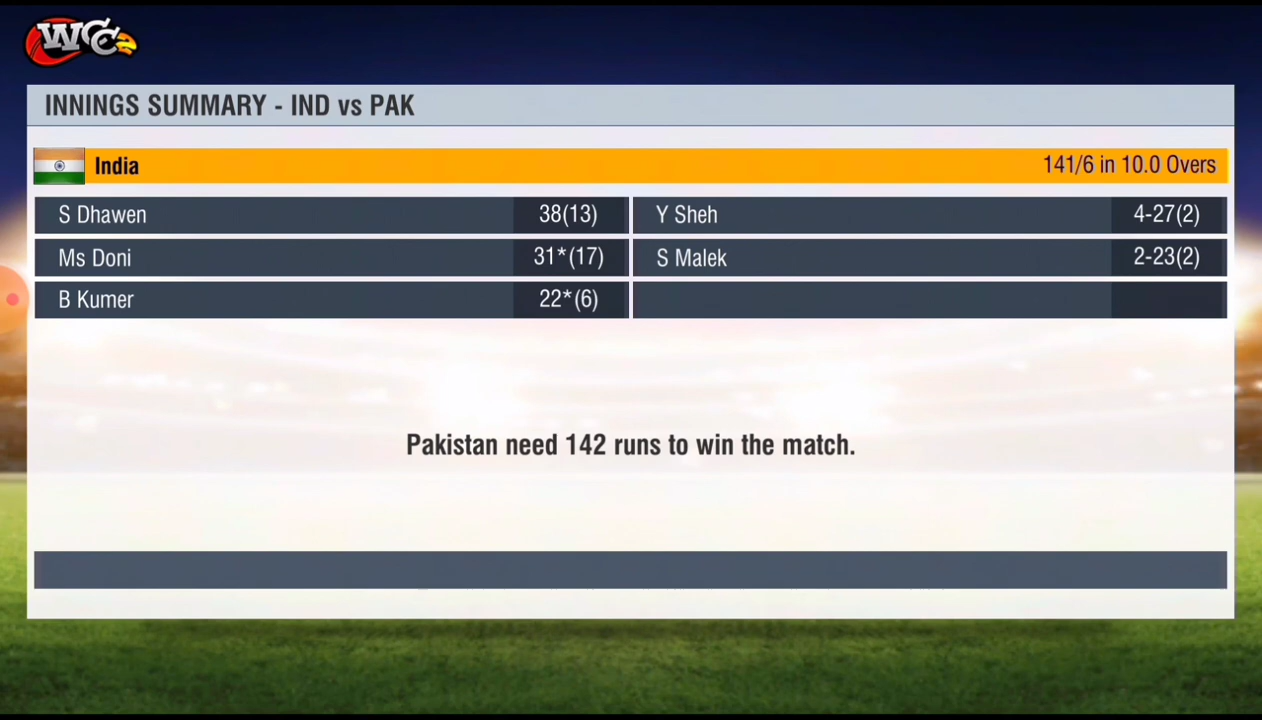 WCC
INNINGS SUMMARY - IND vs PAK
India 141/6 in 10.0 Overs
S Dhawen 38(13) Y Sheh 4-27(2)
Ms Doni 31*(17) S Malek 2-23(2)
B Kumer 22*(6)
Pakistan need 142 runs to win the match.